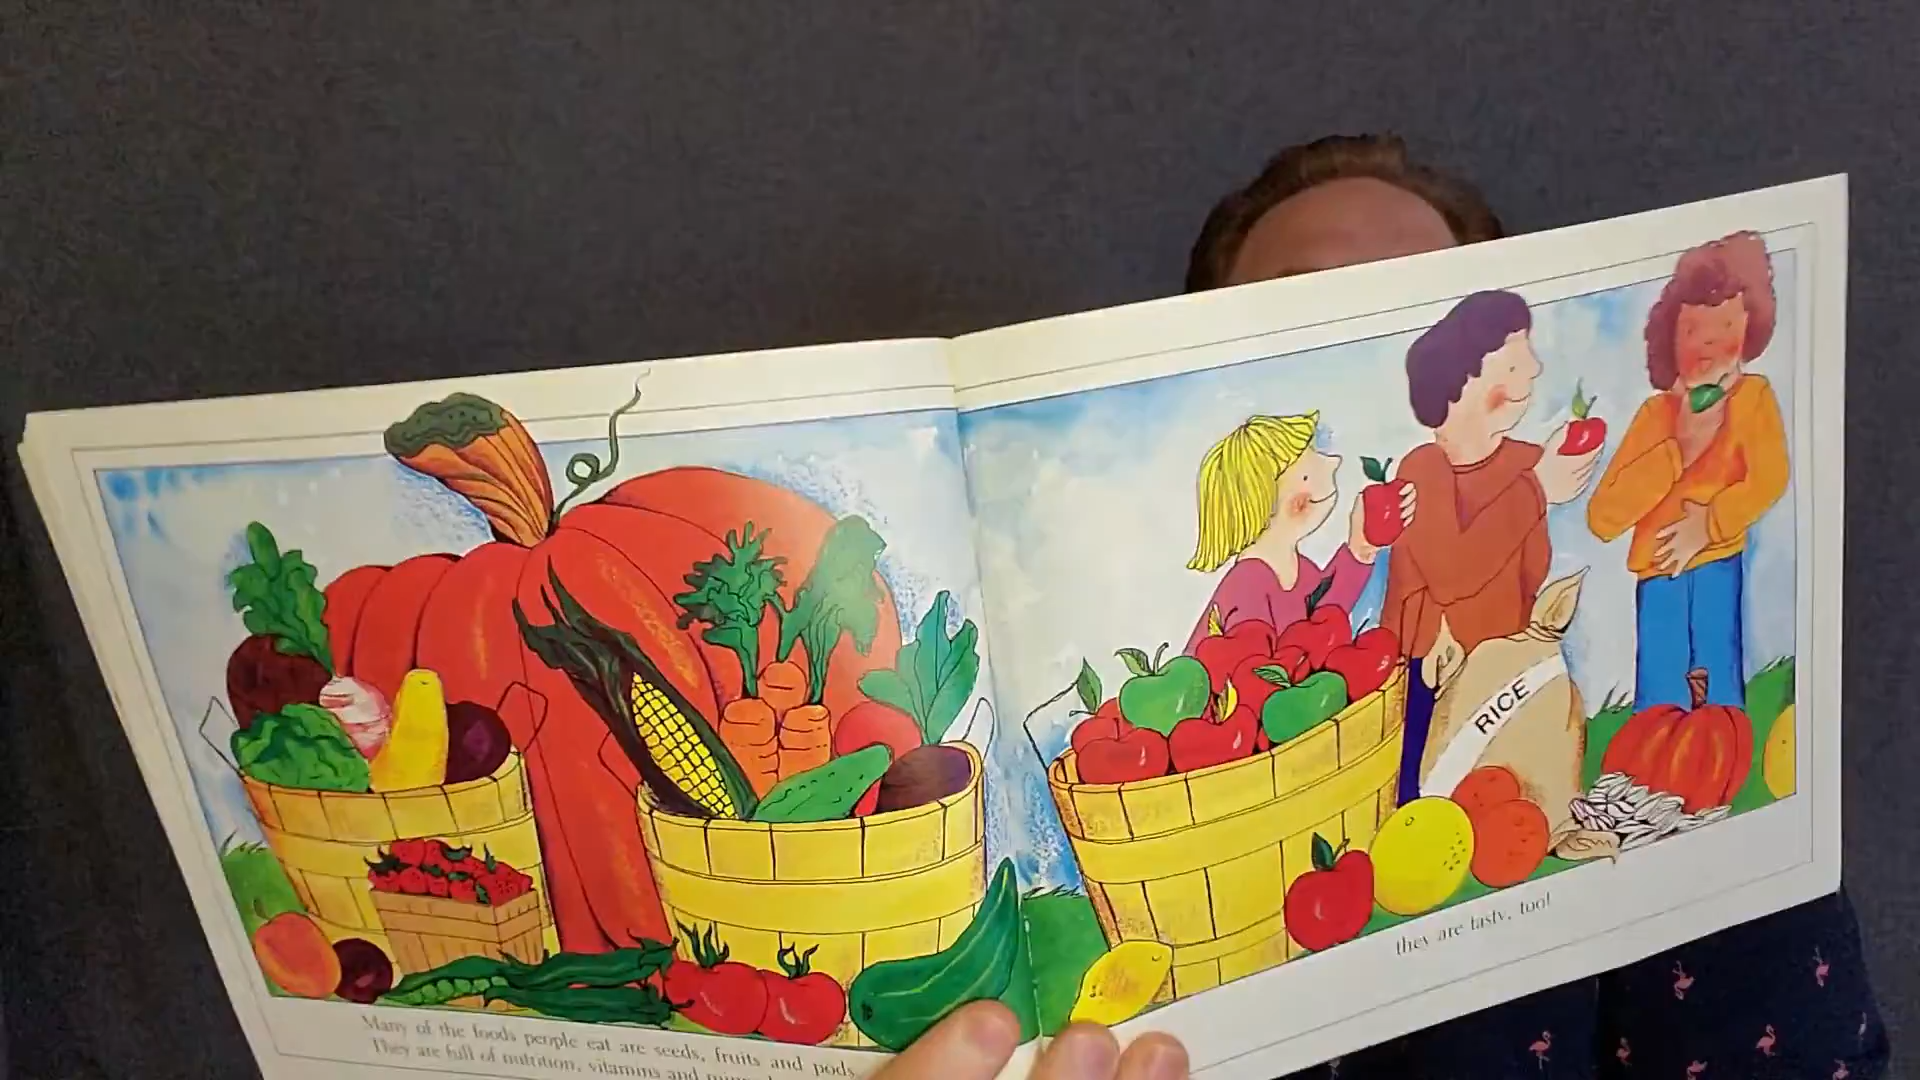 RICE
Many of the foods people eat are seeds, fruits and pods.
They are full of nutrition, vitamins and
they are tasty, too!